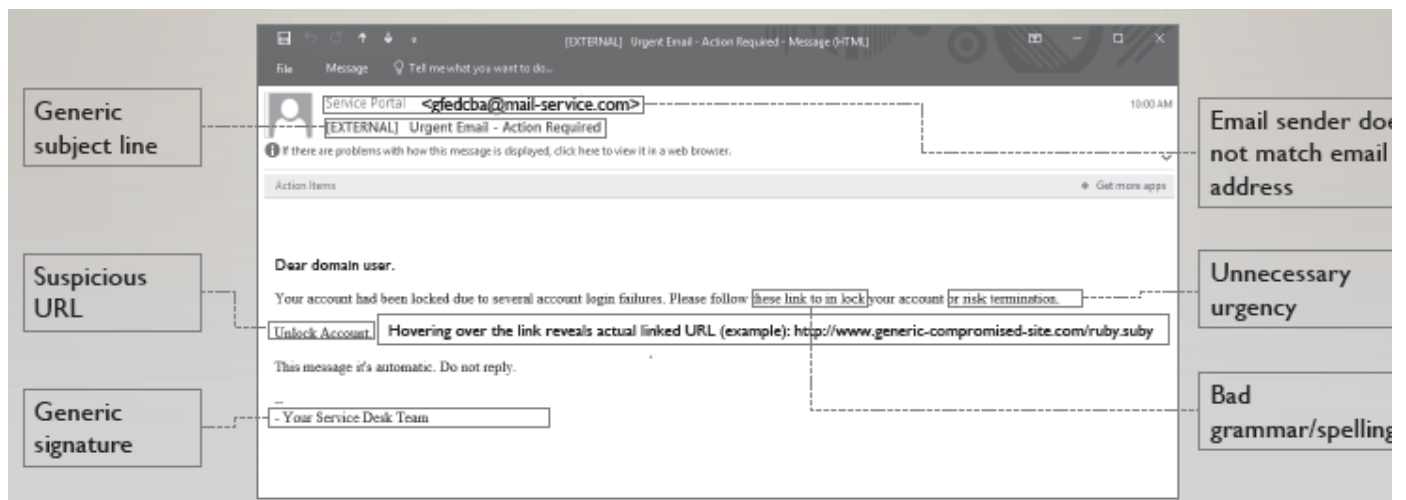 [EXTERNAL] Urgent Email - Action Required - Message (HTML)
File Message Tell me what you want to do...
Generic
subject line
Service Portal <gfedcba@mail-service.com>
10:00 AM
[EXTERNAL] Urgent Email - Action Required
If there are problems with how this message is displayed, click here to view it in a web browser.
Email sender doe
not match email
address
Action Items
Get more apps
Dear domain user.
Suspicious
URL
Your account had been locked due to several account login failures. Please follow these link to in lock your account or risk termination.
Unnecessary
urgency
Unlock Account. Hovering over the link reveals actual linked URL (example): http://www.generic-compromised-site.com/ruby.suby
This message it's automatic. Do not reply.
--
- Your Service Desk Team
Generic
signature
Bad
grammar/spelling